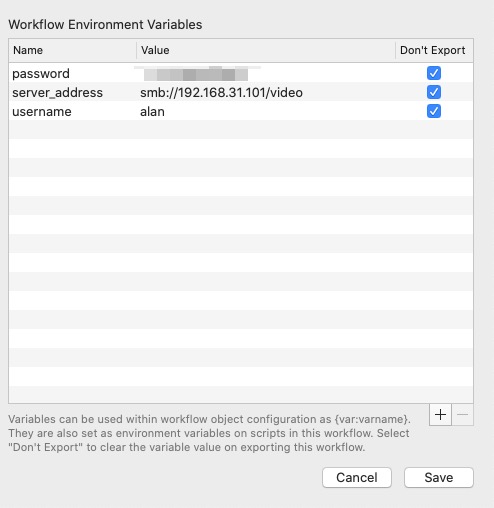 Workflow Environment Variables
Name Value Don't Export
password
server_address smb://192.168.31.101/video
username alan
Variables can be used within workflow object configuration as {var:varname}.
They are also set as environment variables on scripts in this workflow. Select
"Don't Export" to clear the variable value on exporting this workflow.
Cancel Save